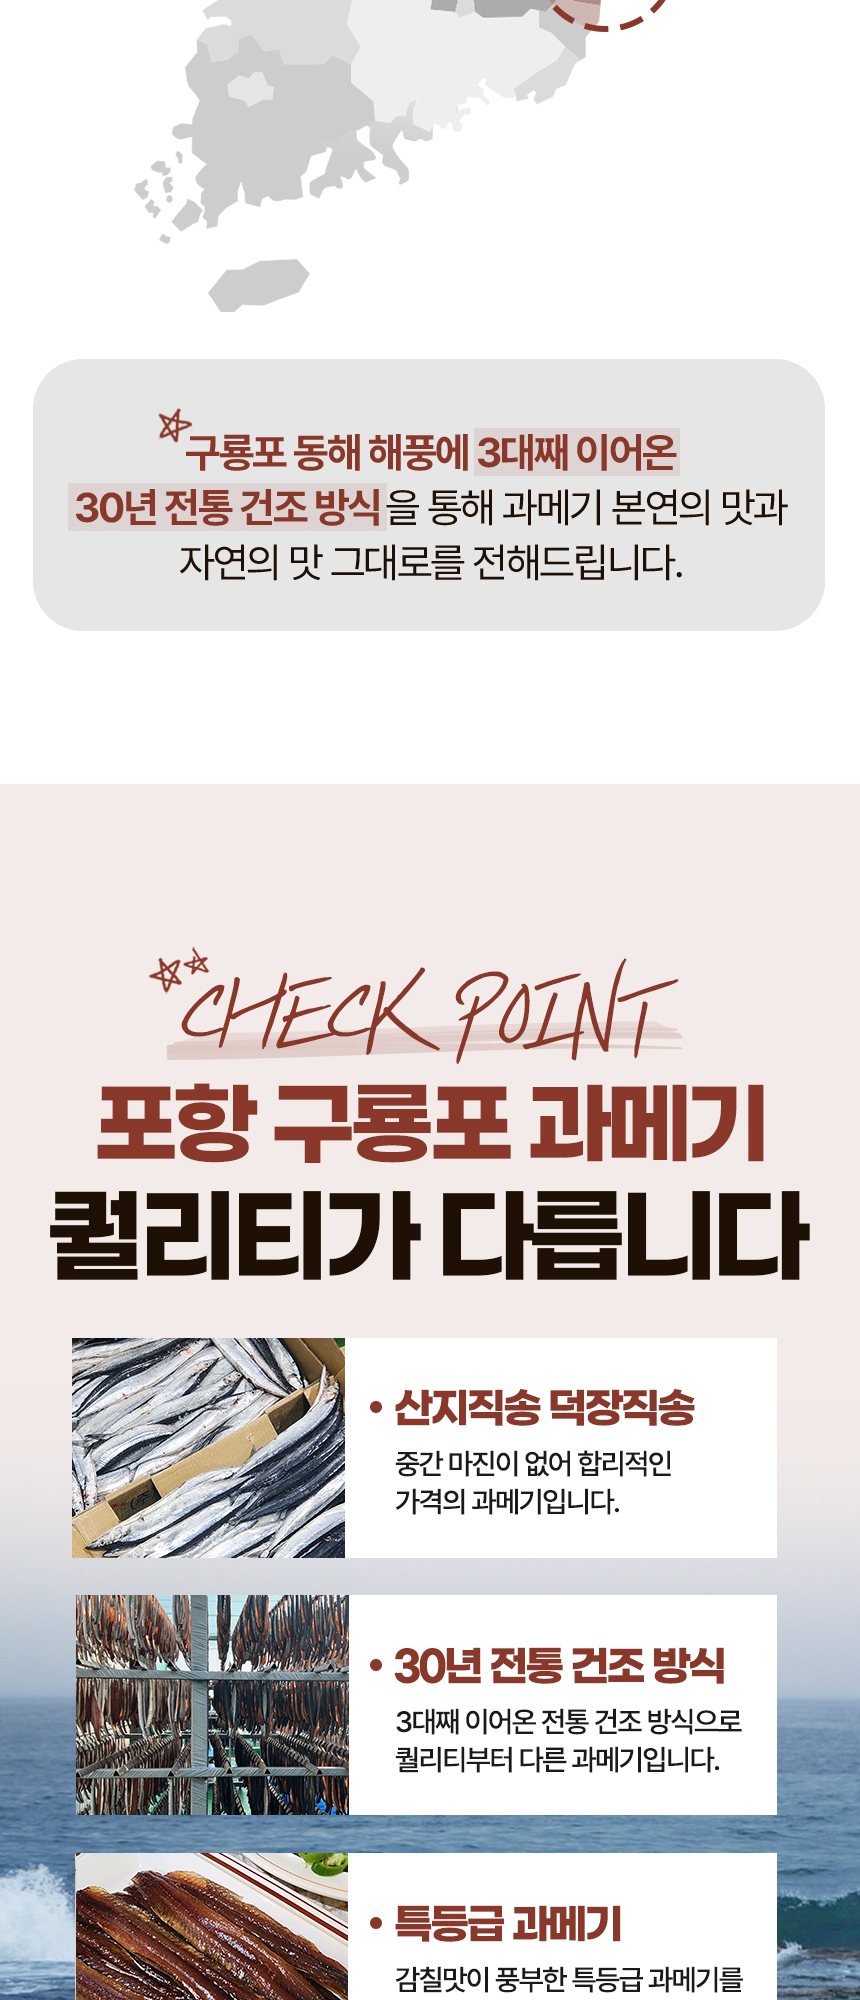 구룡포 동해 해풍에 3대째 이어온
30년 전통 건조 방식을 통해 과메기 본연의 맛과
자연의 맛 그대로를 전해드립니다.
CHECK POINT
포항 구룡포 과메기
퀄리티가 다릅니다
• 산지직송 덕장직송
중간 마진이 없어 합리적인
가격의 과메기입니다.
• 30년 전통 건조 방식
3대째 이어온 전통 건조 방식으로
퀄리티부터 다른 과메기입니다.
• 특등급 과메기
감칠맛이 풍부한 특등급 과메기를